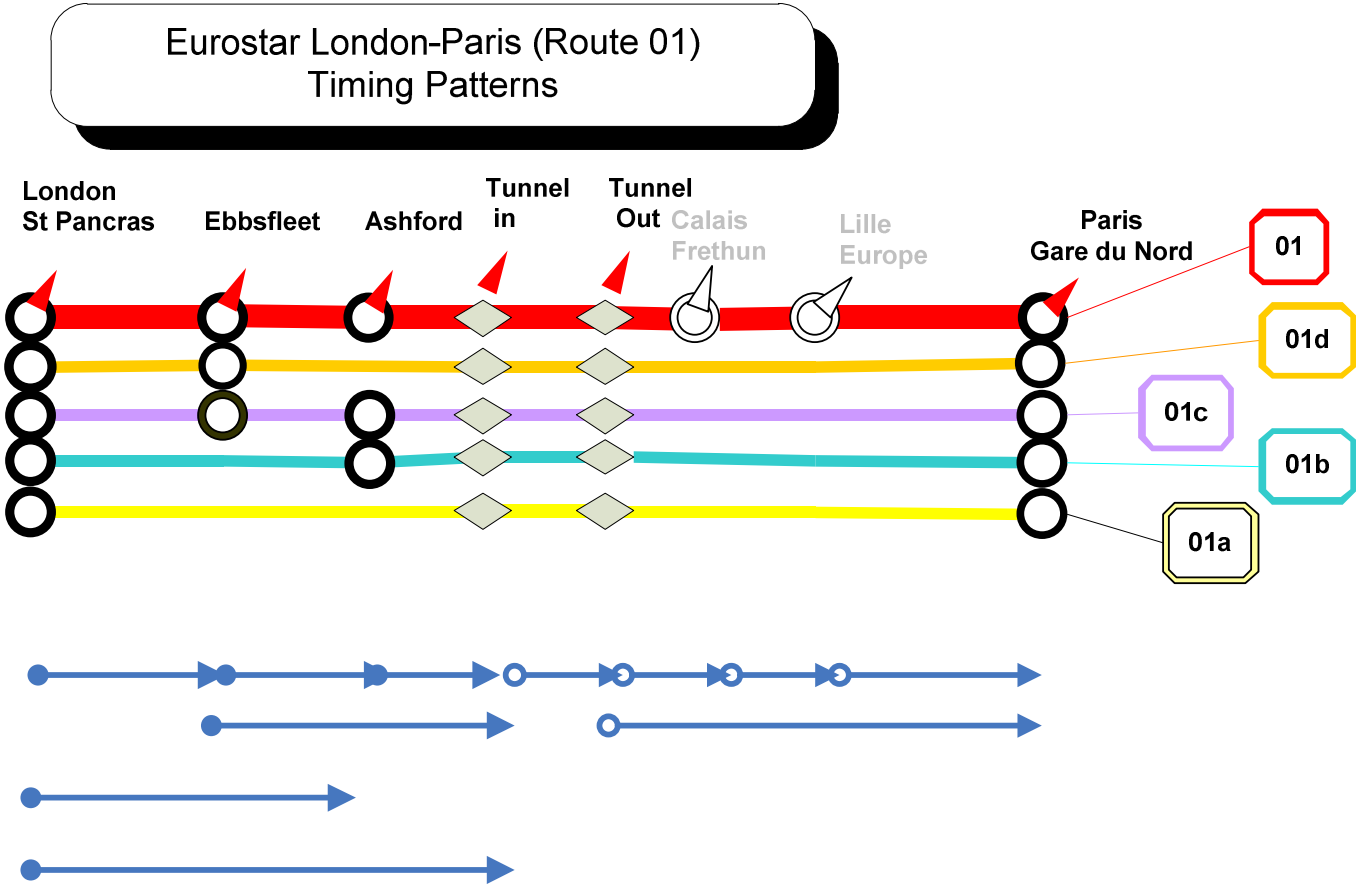 Eurostar London-Paris (Route 01)
Timing Patterns
London
St Pancras
Ebbsfleet
Ashford
Tunnel
in
Tunnel
Out
Calais
Frethun
Lille
Europe
Paris
Gare du Nord
01
01d
01c
01b
01a